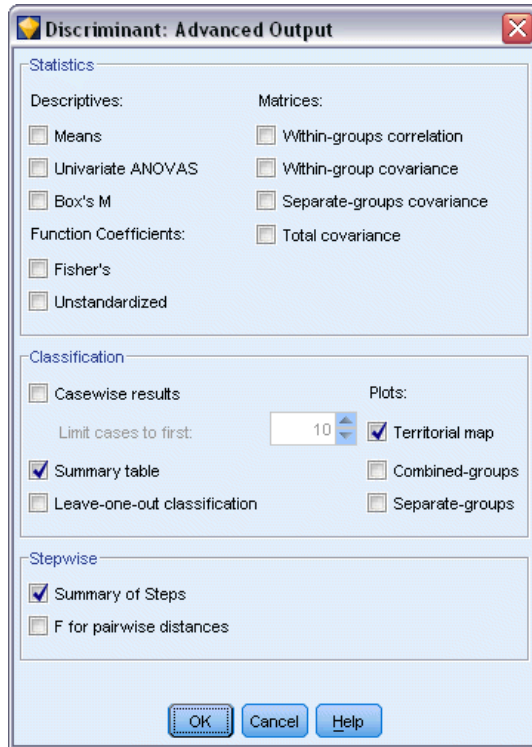 Discriminant: Advanced Output
Statistics
Descriptives:
Means
Univariate ANOVAS
Box's M
Function Coefficients:
Fisher's
Unstandardized
Matrices:
Within-groups correlation
Within-group covariance
Separate-groups covariance
Total covariance
Classification
Casewise results
Limit cases to first: 10
Summary table
Leave-one-out classification
Plots:
Territorial map
Combined-groups
Separate-groups
Stepwise
Summary of Steps
F for pairwise distances
OK Cancel Help